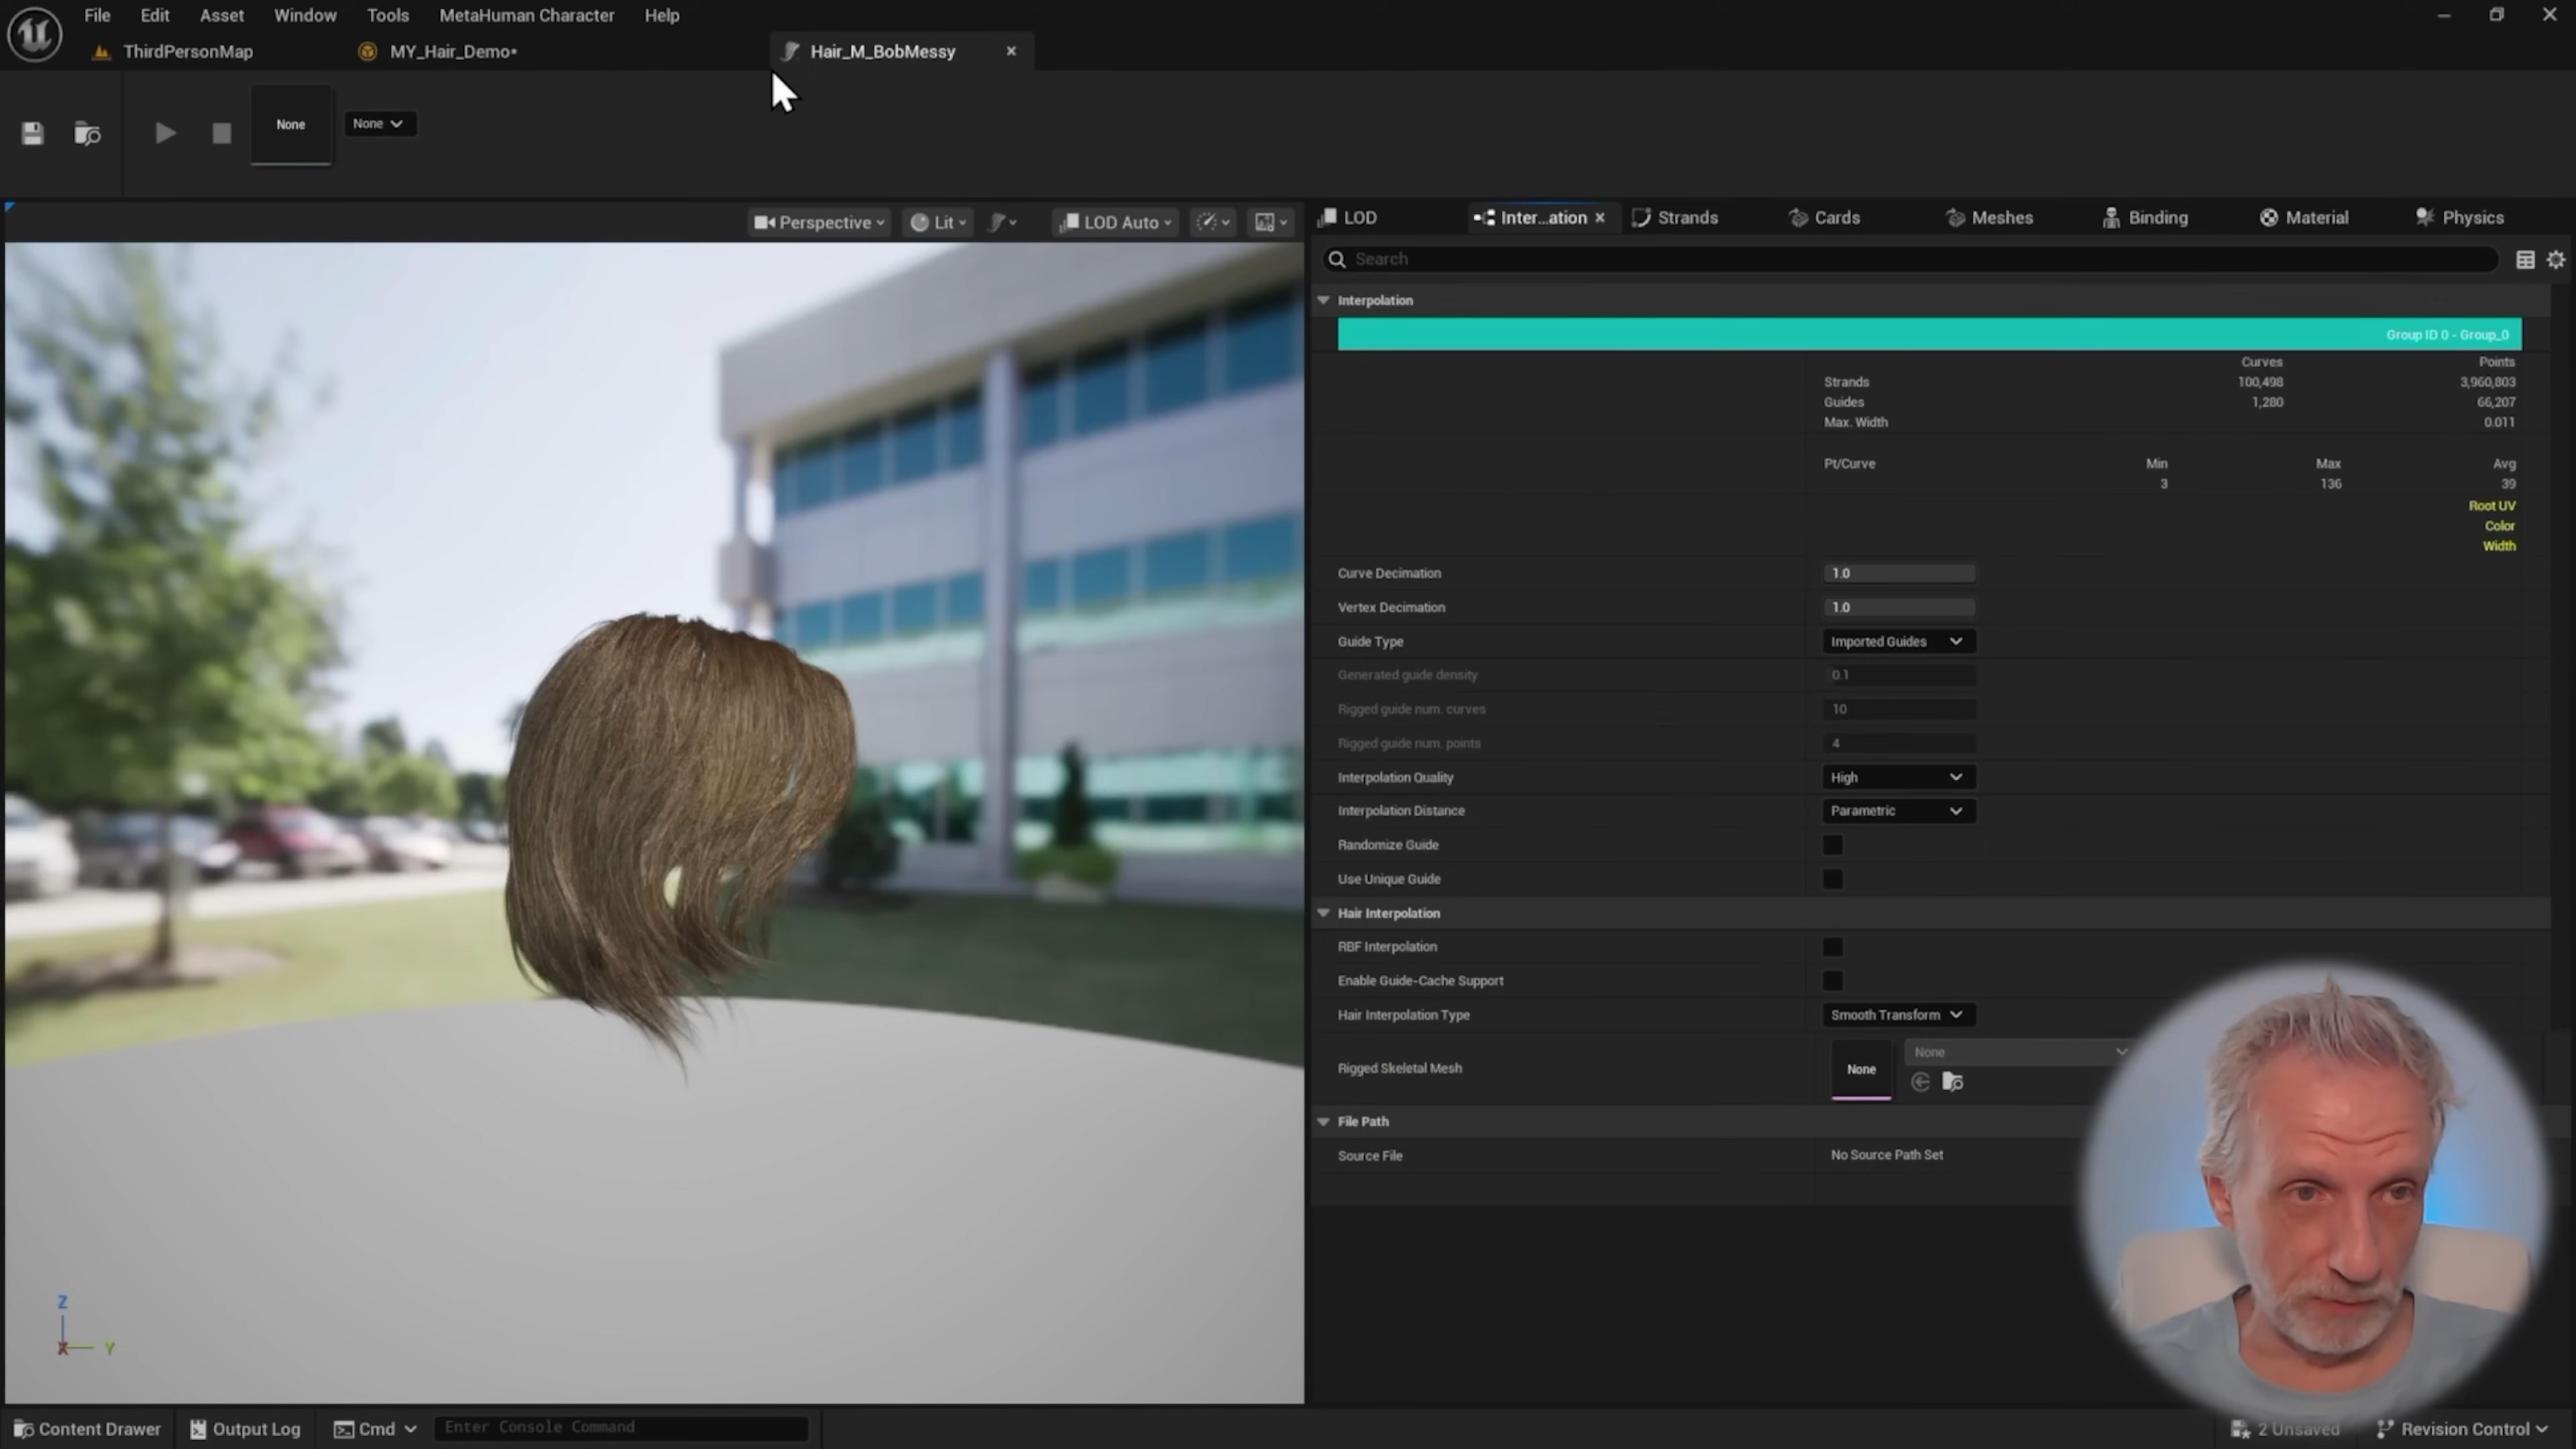 File Edit Asset Window Tools MetaHuman Character Help
ThirdPersonMap MY_Hair_Demo* Hair_M_BobMessy
None None
Perspective Lit LOD Auto
LOD Inter...ation Strands Cards Meshes Binding Material Physics
Search
Interpolation
Group ID 0 - Group_0
Curves Points
Strands 100,498 3,960,803
Guides 1,280 66,207
Max. Width 0.011
Pt/Curve Min Max Avg
3 136 39
Root UV
Color
Width
Curve Decimation 1.0
Vertex Decimation 1.0
Guide Type Imported Guides
Generated guide density 0.1
Rigged guide num. curves 10
Rigged guide num. points 4
Interpolation Quality High
Interpolation Distance Parametric
Randomize Guide
Use Unique Guide
Hair Interpolation
RBF Interpolation
Enable Guide-Cache Support
Hair Interpolation Type Smooth Transform
Rigged Skeletal Mesh None None
File Path
Source File No Source Path Set
Z
X Y
Content Drawer Output Log Cmd Enter Console Command 2 Unsaved Revision Control